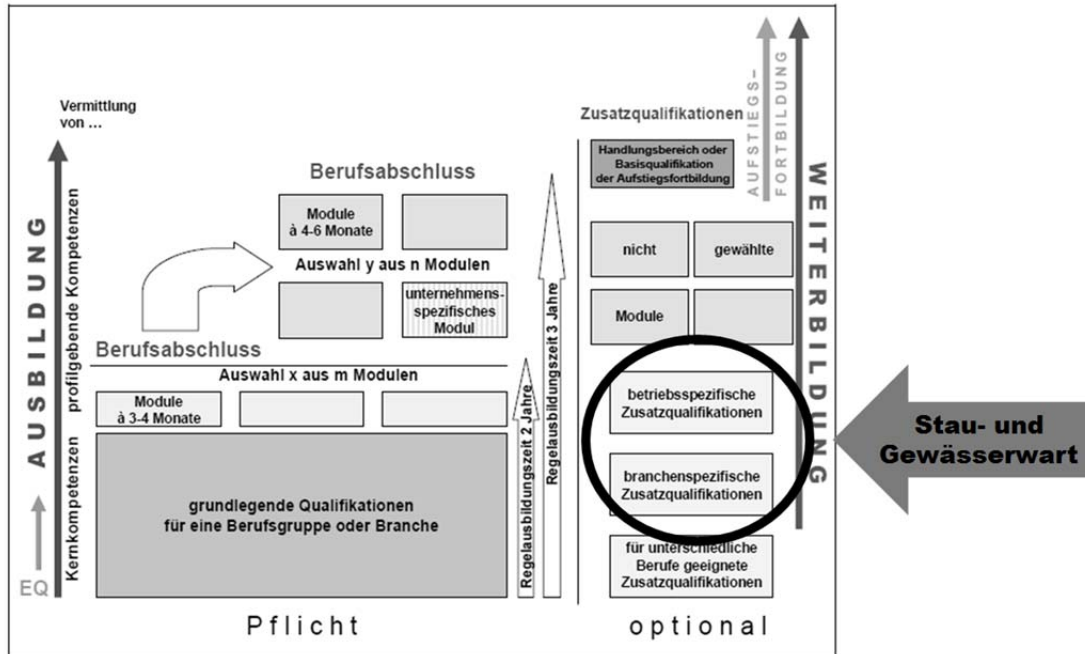 Vermittlung
von ...
AUSBILDUNG
profilgebende Kompetenzen
Kernkompetenzen
EQ
Berufsabschluss
Module
à 4-6 Monate
Auswahl y aus n Modulen
unternehmens-
spezifisches
Modul
Berufsabschluss
Auswahl x aus m Modulen
Module
à 3-4 Monate
grundlegende Qualifikationen
für eine Berufsgruppe oder Branche
Regelausbildungszeit 2 Jahre
Regelausbildungszeit 3 Jahre
Pflicht
Zusatzqualifikationen
Handlungsbereich oder
Basisqualifikation
der Aufstiegsfortbildung
nicht
gewählte
Module
betriebsspezifische
Zusatzqualifikationen
branchenspezifische
Zusatzqualifikationen
für unterschiedliche
Berufe geeignete
Zusatzqualifikationen
optional
AUFSTIEGS–
FORTBILDUNG
WEITERBILDUNG
Stau- und
Gewässerwart